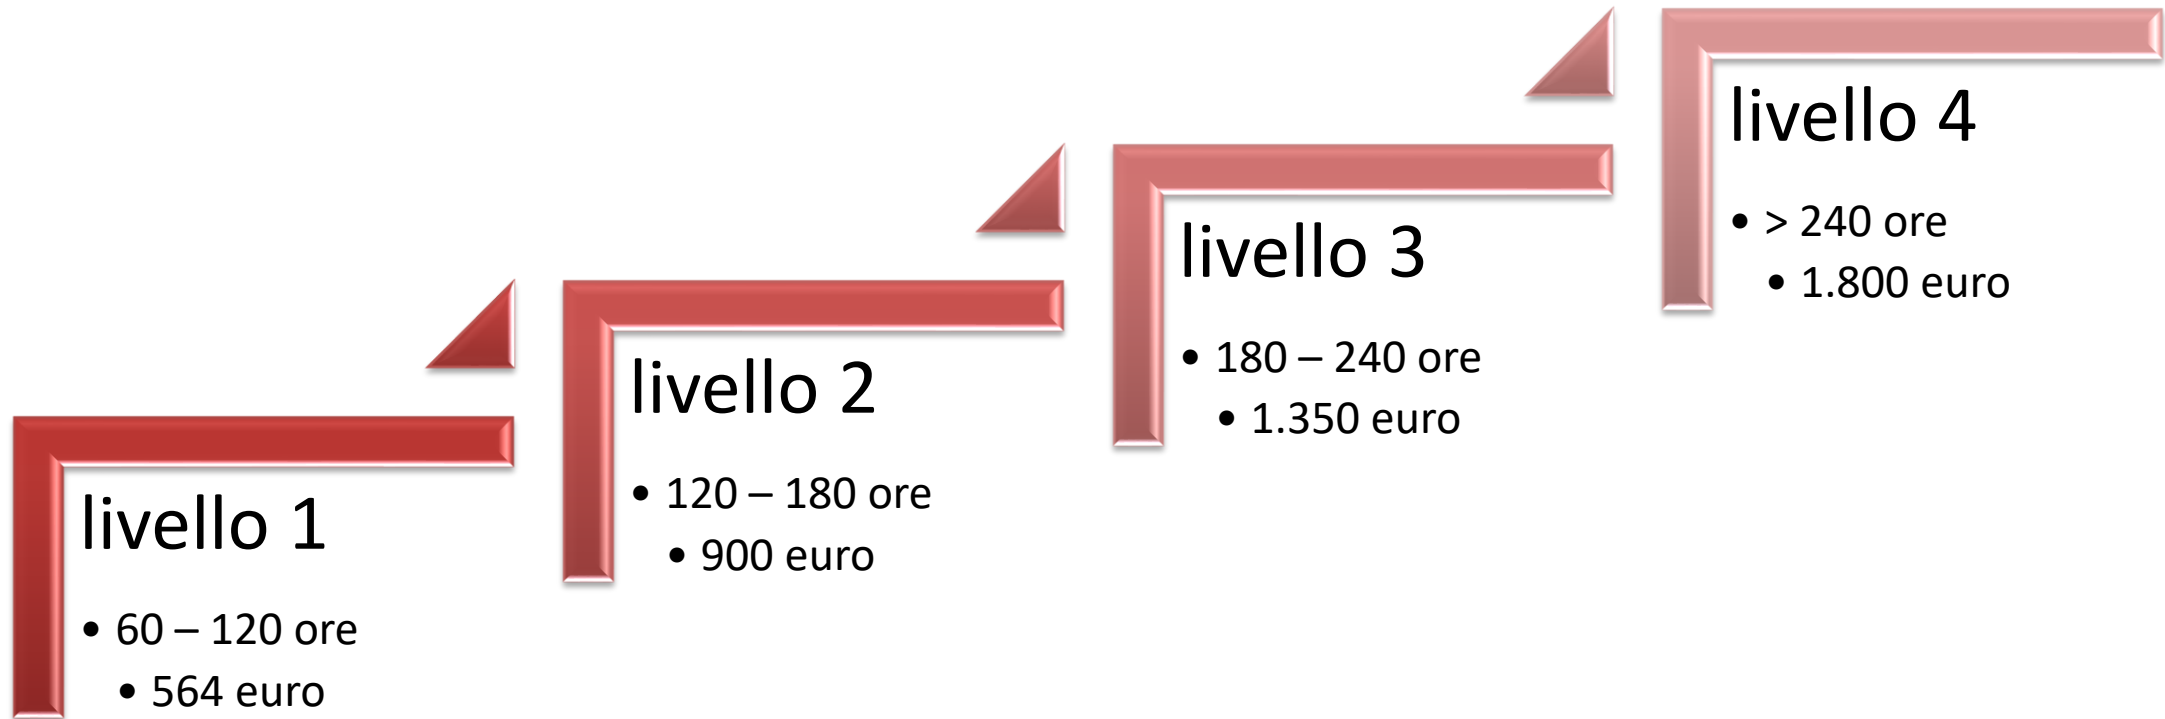 livello 1
• 60 – 120 ore
• 564 euro
livello 2
• 120 – 180 ore
• 900 euro
livello 3
• 180 – 240 ore
• 1.350 euro
livello 4
• > 240 ore
• 1.800 euro